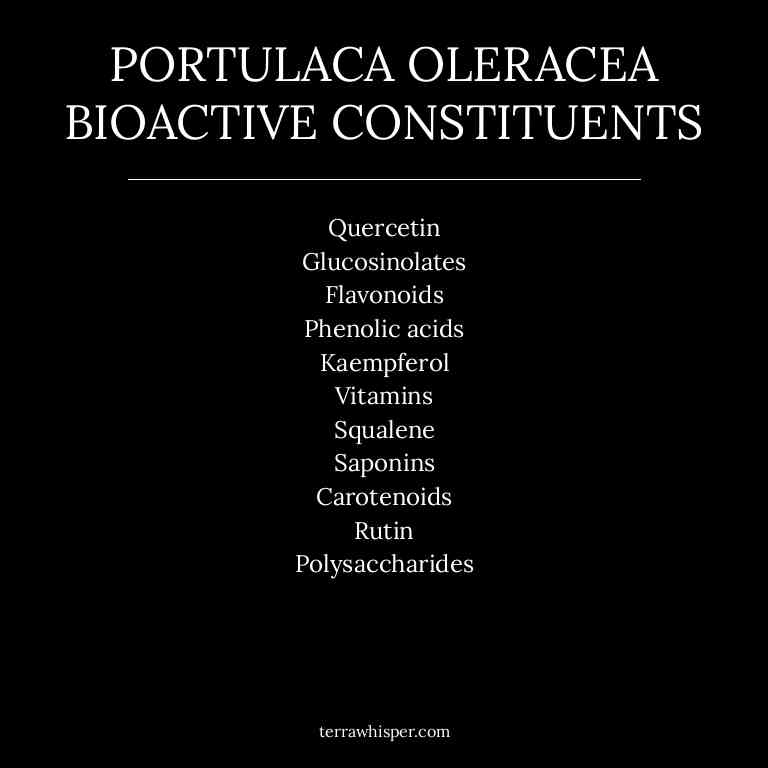 PORTULACA OLERACEA
BIOACTIVE CONSTITUENTS
Quercetin
Glucosinolates
Flavonoids
Phenolic acids
Kaempferol
Vitamins
Squalene
Saponins
Carotenoids
Rutin
Polysaccharides
terrawhisper.com